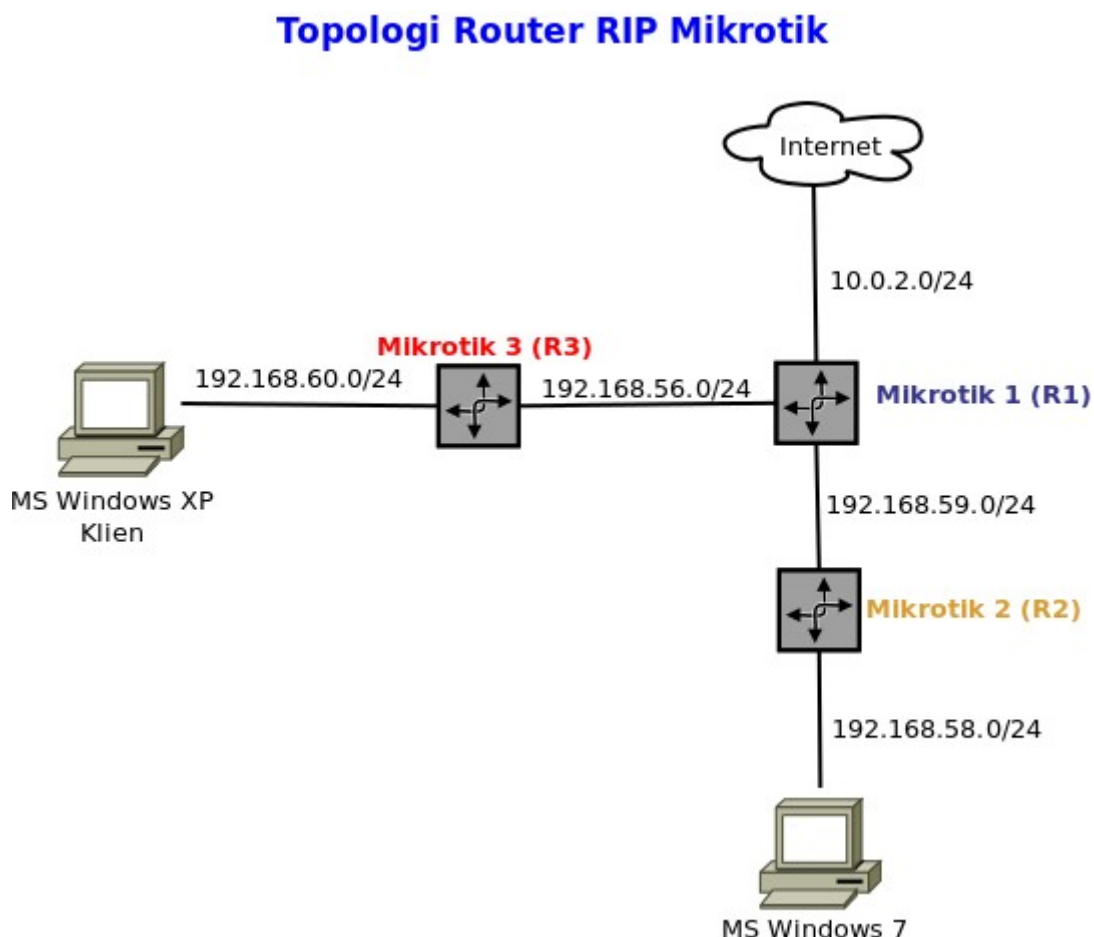 Topologi Router RIP Mikrotik
Internet
10.0.2.0/24
Mikrotik 3 (R3)
192.168.60.0/24
192.168.56.0/24
Mikrotik 1 (R1)
MS Windows XP
Klien
192.168.59.0/24
Mikrotik 2 (R2)
192.168.58.0/24
MS Windows 7